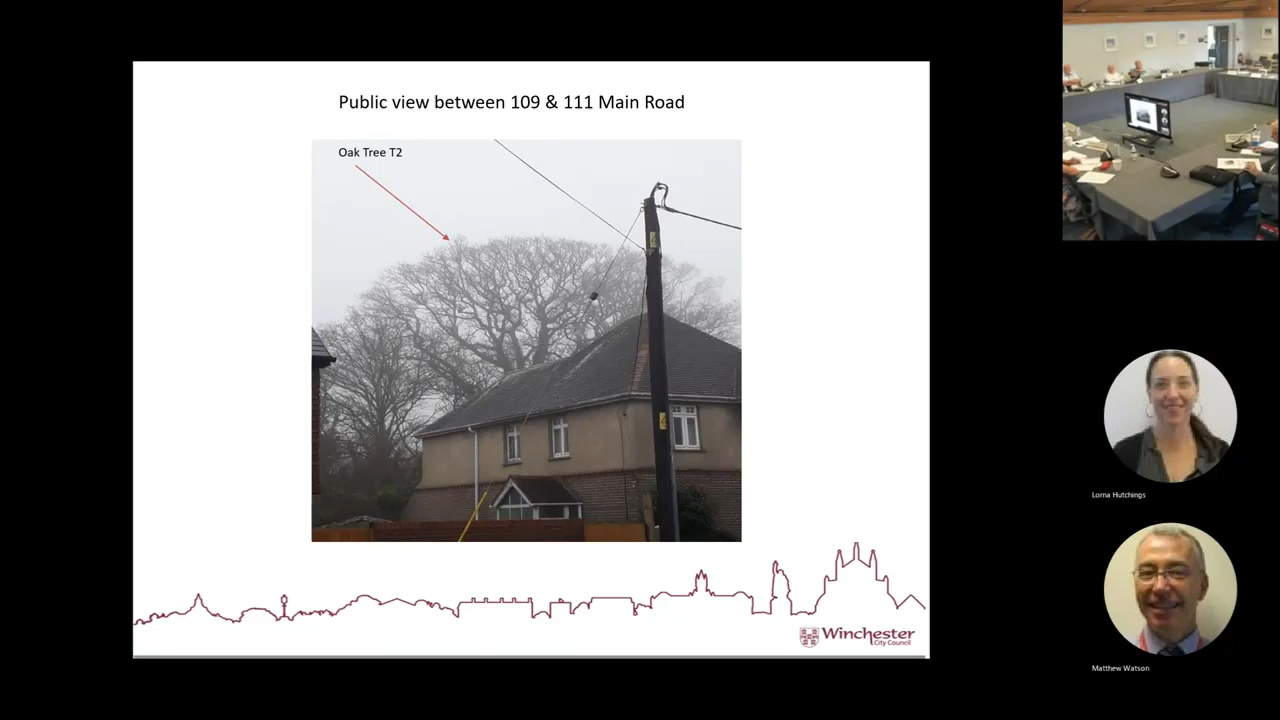 Public view between 109 & 111 Main Road
Oak Tree T2
Winchester
City Council
Lorna Hutchings
Matthew Watson